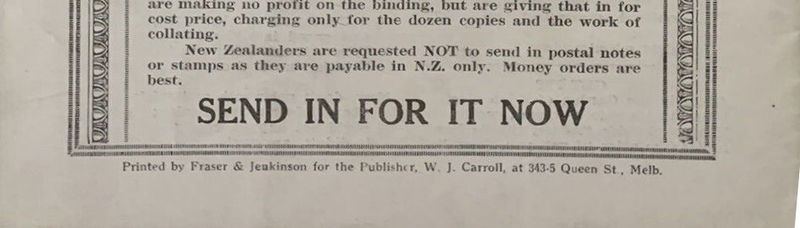 are making no profit on the binding, but are giving that in for
cost price, charging only for the dozen copies and the work of
collating.
New Zealanders are requested NOT to send in postal notes
or stamps as they are payable in N.Z. only. Money orders are
best.
SEND IN FOR IT NOW
Printed by Fraser & Jenkinson for the Publisher, W. J. Carroll, at 343-5 Queen St., Melb.